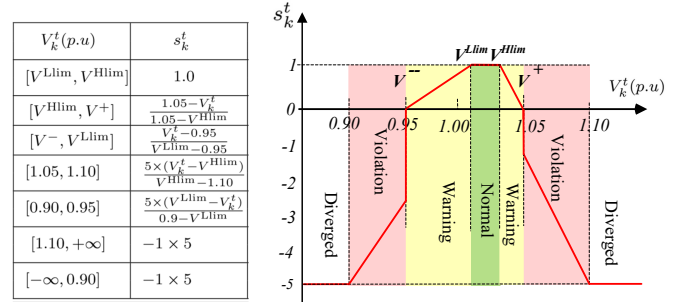 V_k^t(p.u) s_k^t
[V^Llim, V^Hlim] 1.0
[V^Hlim, V^+] (1.05−V_k^t)/(1.05−V^Hlim)
[V^−, V^Llim] (V_k^t−0.95)/(V^Llim−0.95)
[1.05, 1.10] 5×(V_k^t−V^Hlim)/(V^Hlim−1.10)
[0.90, 0.95] 5×(V^Llim−V_k^t)/(0.9−V^Llim)
[1.10, +∞] −1 × 5
[−∞, 0.90] −1 × 5
s_k^t
V^Llim V^Hlim
1
V^−− V^+ V_k^t(p.u)
0
0.90 0.95 1.00 1.05 1.10
-1
-2
-3
-4
-5
Diverged
Violation
Warning
Normal
Warning
Violation
Diverged